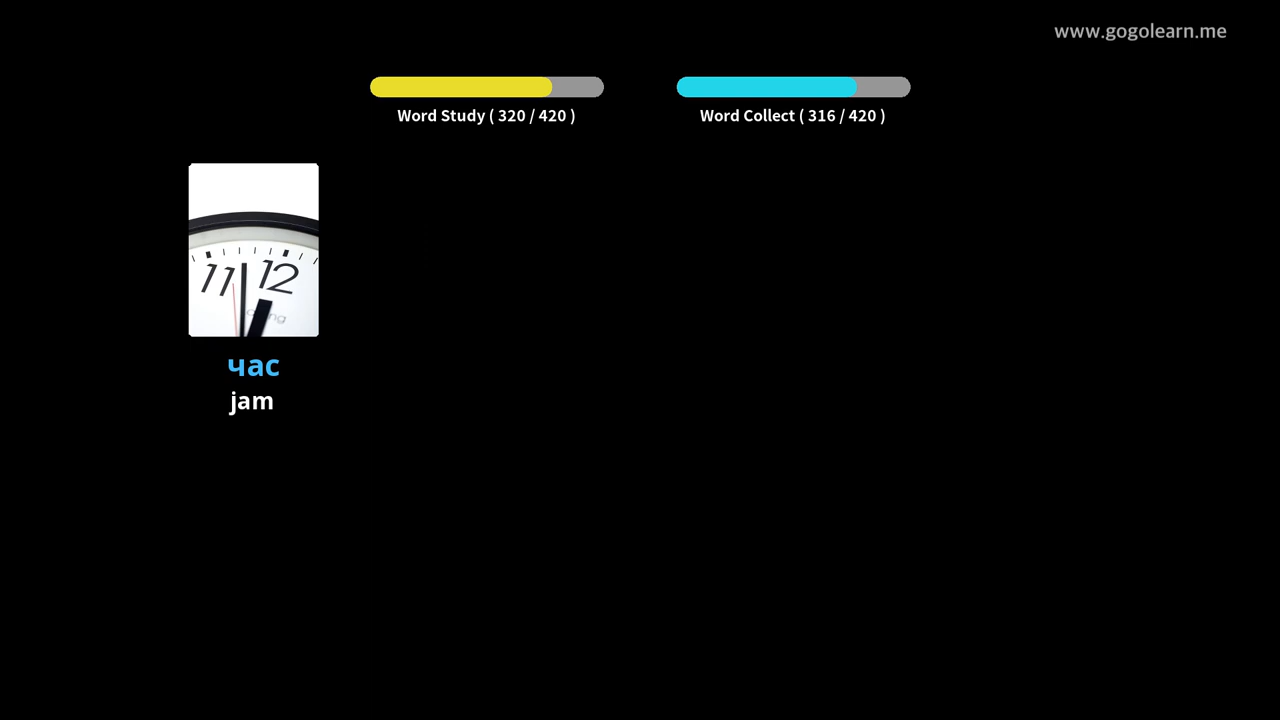 www.gogolearn.me
Word Study ( 320 / 420 )
Word Collect ( 316 / 420 )
11 12
час
jam